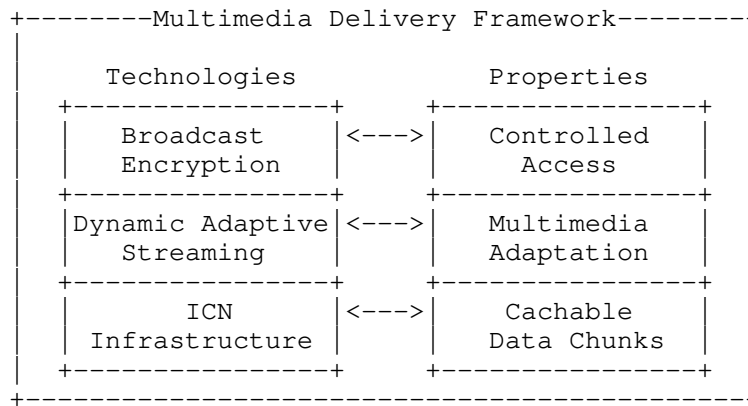 Multimedia Delivery Framework
Technologies Properties
Broadcast Controlled
Encryption Access
Dynamic Adaptive Multimedia
Streaming Adaptation
ICN Cachable
Infrastructure Data Chunks